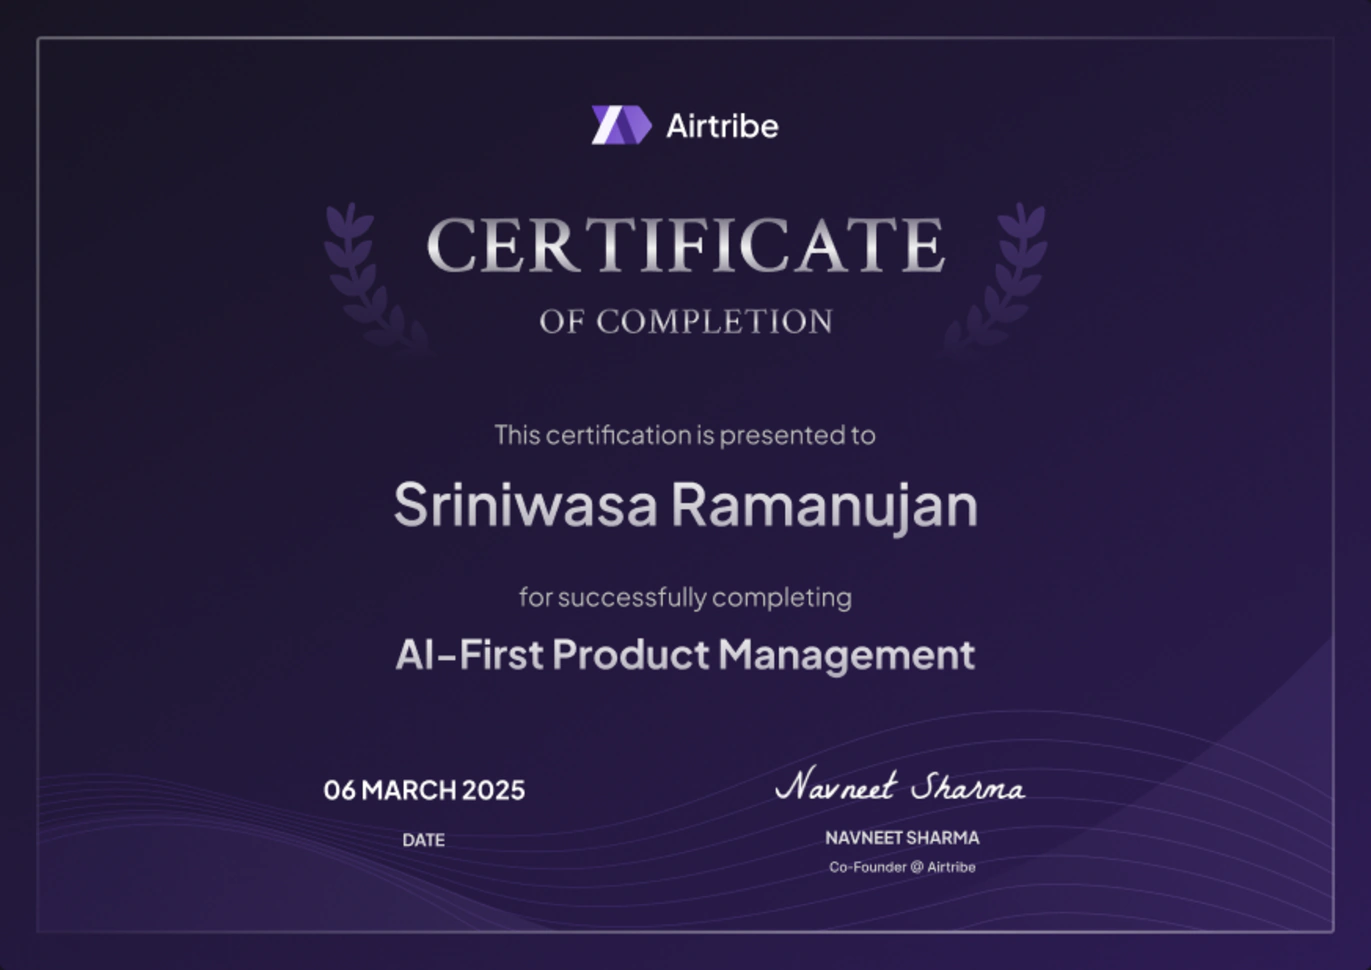 Airtribe
CERTIFICATE
OF COMPLETION
This certification is presented to
Sriniwasa Ramanujan
for successfully completing
AI-First Product Management
06 MARCH 2025
DATE
Navneet Sharma
NAVNEET SHARMA
Co-Founder @ Airtribe